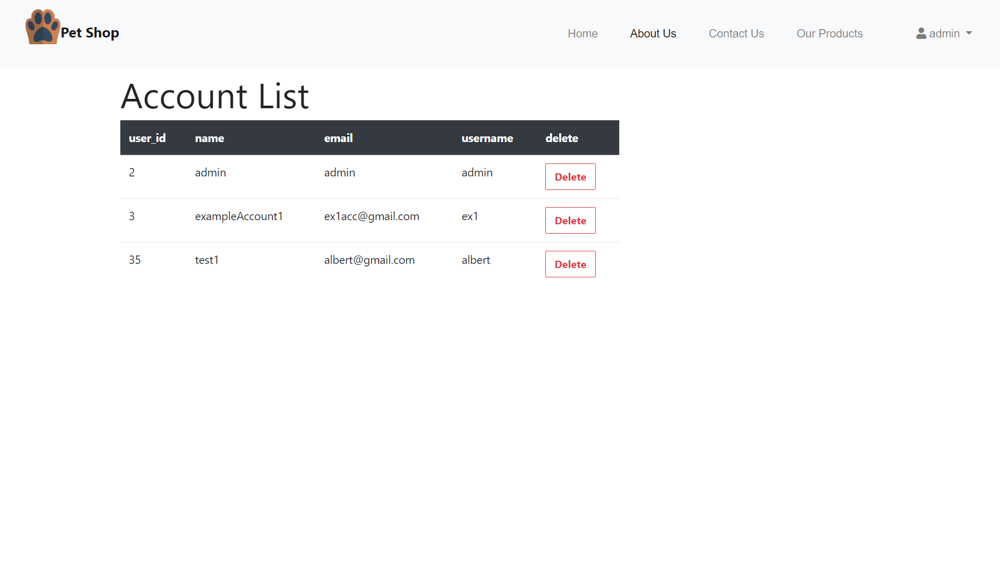 Pet Shop Home About Us Contact Us Our Products admin
Account List
user_id name email username delete
2 admin admin admin Delete
3 exampleAccount1 ex1acc@gmail.com ex1 Delete
35 test1 albert@gmail.com albert Delete